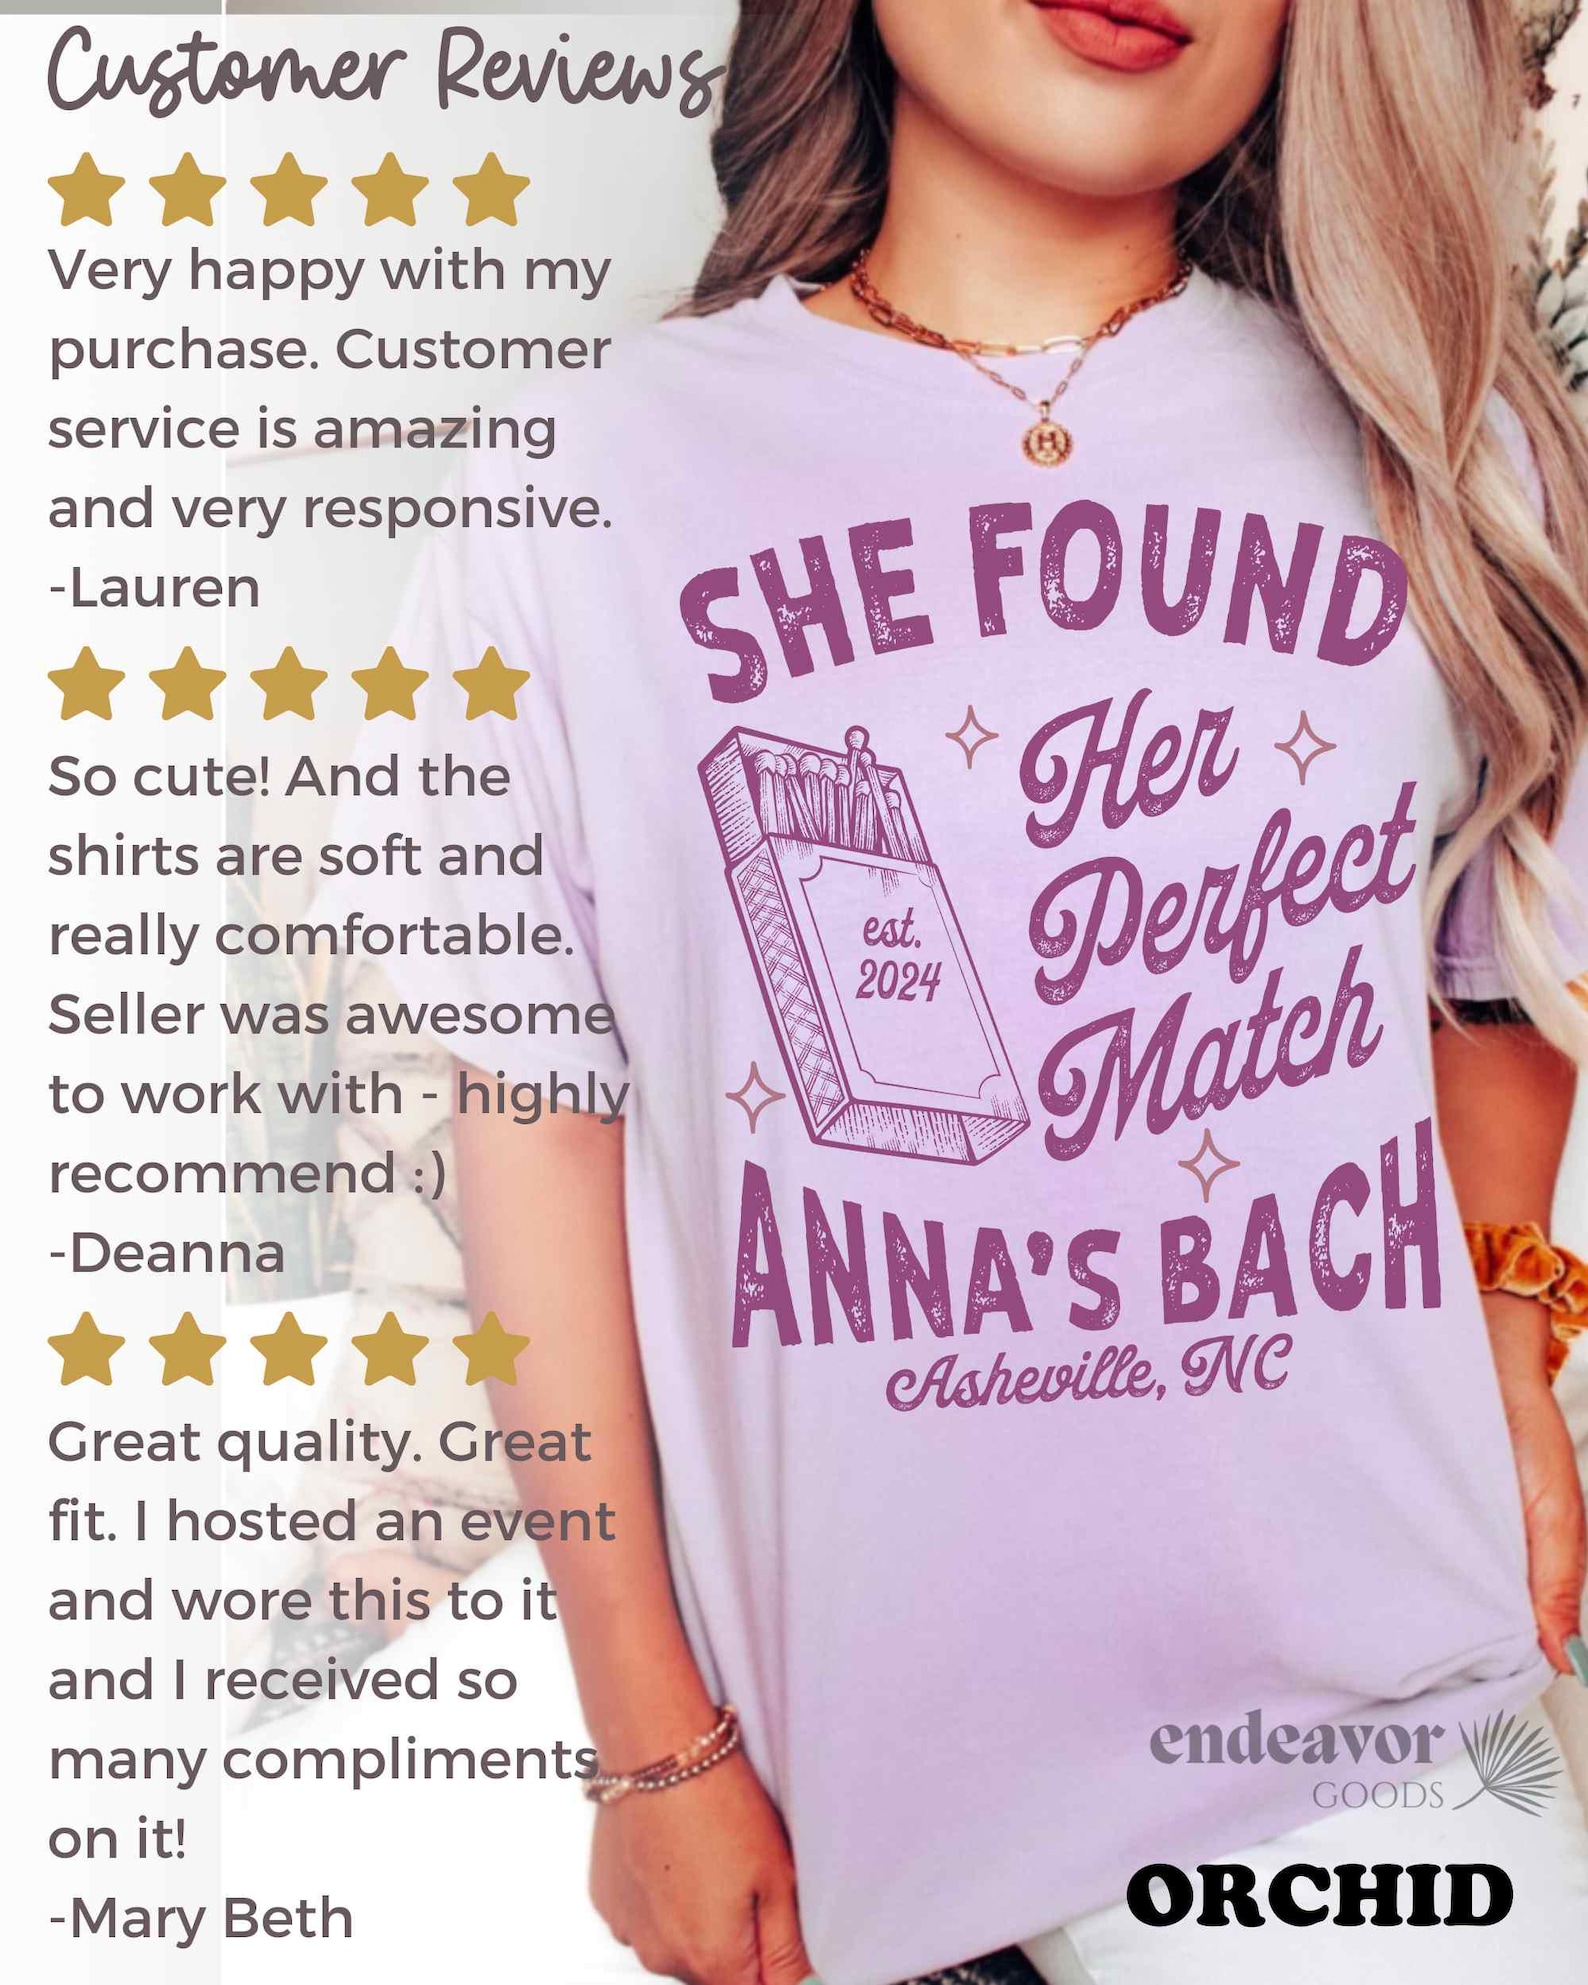 Customer Reviews
Very happy with my
purchase. Customer
service is amazing
and very responsive.
-Lauren
So cute! And the
shirts are soft and
really comfortable.
Seller was awesome
to work with - highly
recommend :)
-Deanna
Great quality. Great
fit. I hosted an event
and wore this to it
and I received so
many compliments
on it!
-Mary Beth
H
SHE FOUND
Her
Perfect
Match
est.
2024
ANNA'S BACH
Asheville, NC
endeavor
GOODS
ORCHID